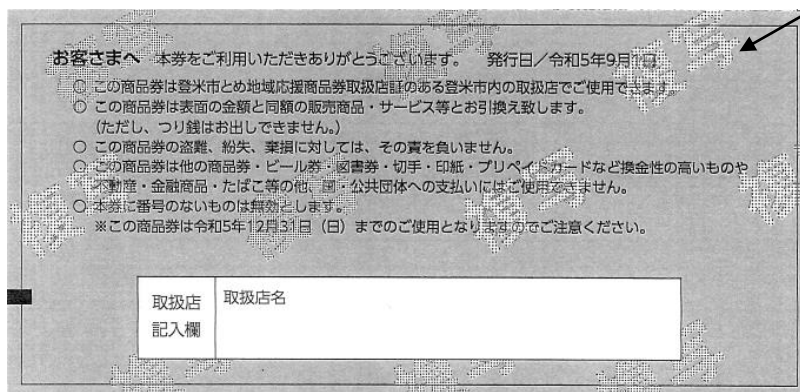 お客さまへ 本券をご利用いただきありがとうございます。 発行日／令和5年9月1日
○ この商品券は登米市とめ地域応援商品券取扱店証のある登米市内の取扱店でご使用できます。
○ この商品券は表面の金額と同額の販売商品・サービス等とお引換え致します。
(ただし、つり銭はお出しできません。)
○ この商品券の盗難、紛失、棄損に対しては、その責を負いません。
○ この商品券は他の商品券・ビール券・図書券・切手・印紙・プリペイドカードなど換金性の高いものや
不動産・金融商品・たばこ等の他、国・公共団体への支払いにはご使用できません。
○ 本券に番号のないものは無効とします。
※この商品券は令和5年12月31日（日）までのご使用となりますのでご注意ください。
取扱店
記入欄
取扱店名
複写